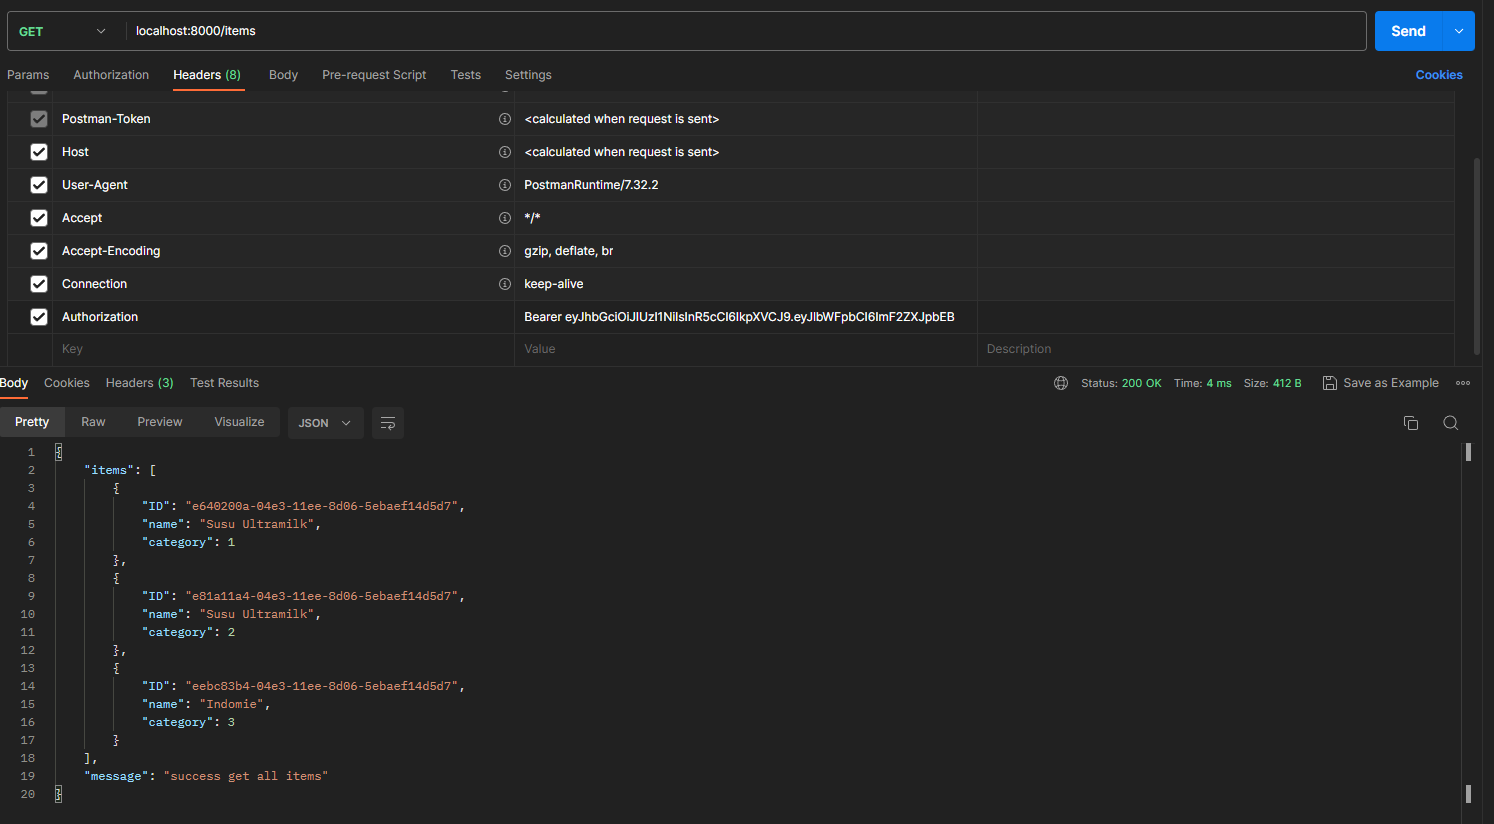 GET localhost:8000/items Send
Params Authorization Headers (8) Body Pre-request Script Tests Settings Cookies
Postman-Token <calculated when request is sent>
Host <calculated when request is sent>
User-Agent PostmanRuntime/7.32.2
Accept */*
Accept-Encoding gzip, deflate, br
Connection keep-alive
Authorization Bearer eyJhbGciOiJIUzI1NiIsInR5cCI6IkpXVCJ9.eyJlbWFpbCI6ImF2ZXJpbEB
Key Value Description
Body Cookies Headers (3) Test Results Status: 200 OK Time: 4 ms Size: 412 B Save as Example
Pretty Raw Preview Visualize JSON
1 {
2 "items": [
3 {
4 "ID": "e640200a-04e3-11ee-8d06-5ebaef14d5d7",
5 "name": "Susu Ultramilk",
6 "category": 1
7 },
8 {
9 "ID": "e81a11a4-04e3-11ee-8d06-5ebaef14d5d7",
10 "name": "Susu Ultramilk",
11 "category": 2
12 },
13 {
14 "ID": "eebc83b4-04e3-11ee-8d06-5ebaef14d5d7",
15 "name": "Indomie",
16 "category": 3
17 }
18 ],
19 "message": "success get all items"
20 }